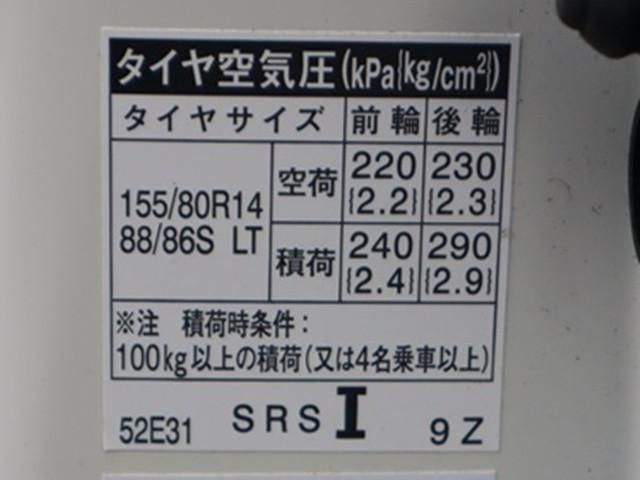 タイヤ空気圧(kPa{kg/cm²})
タイヤサイズ 前輪 後輪
155/80R14 88/86S LT
空荷 220 {2.2} 230 {2.3}
積荷 240 {2.4} 290 {2.9}
※注 積荷時条件:
100kg以上の積荷(又は4名乗車以上)
52E31 SRS I 9Z